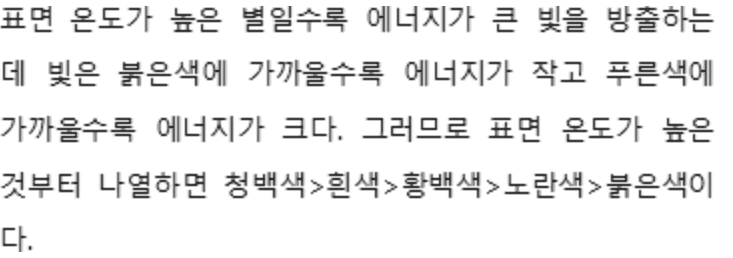 표면 온도가 높은 별일수록 에너지가 큰 빛을 방출하는
데 빛은 붉은색에 가까울수록 에너지가 작고 푸른색에
가까울수록 에너지가 크다. 그러므로 표면 온도가 높은
것부터 나열하면 청백색>흰색>황백색>노란색>붉은색이
다.